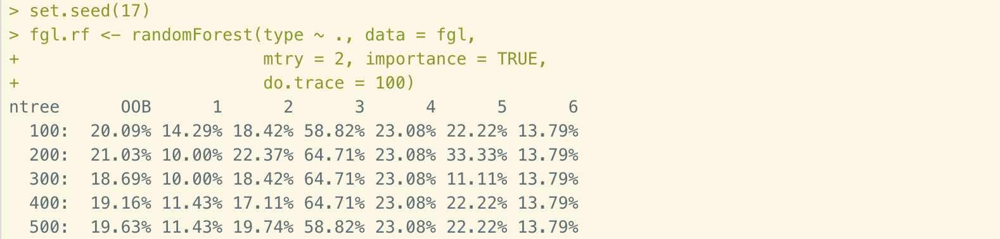 > set.seed(17)
> fgl.rf <- randomForest(type ~ ., data = fgl,
+                         mtry = 2, importance = TRUE,
+                         do.trace = 100)
ntree      OOB      1      2      3      4      5      6
  100:  20.09% 14.29% 18.42% 58.82% 23.08% 22.22% 13.79%
  200:  21.03% 10.00% 22.37% 64.71% 23.08% 33.33% 13.79%
  300:  18.69% 10.00% 18.42% 64.71% 23.08% 11.11% 13.79%
  400:  19.16% 11.43% 17.11% 64.71% 23.08% 22.22% 13.79%
  500:  19.63% 11.43% 19.74% 58.82% 23.08% 22.22% 13.79%